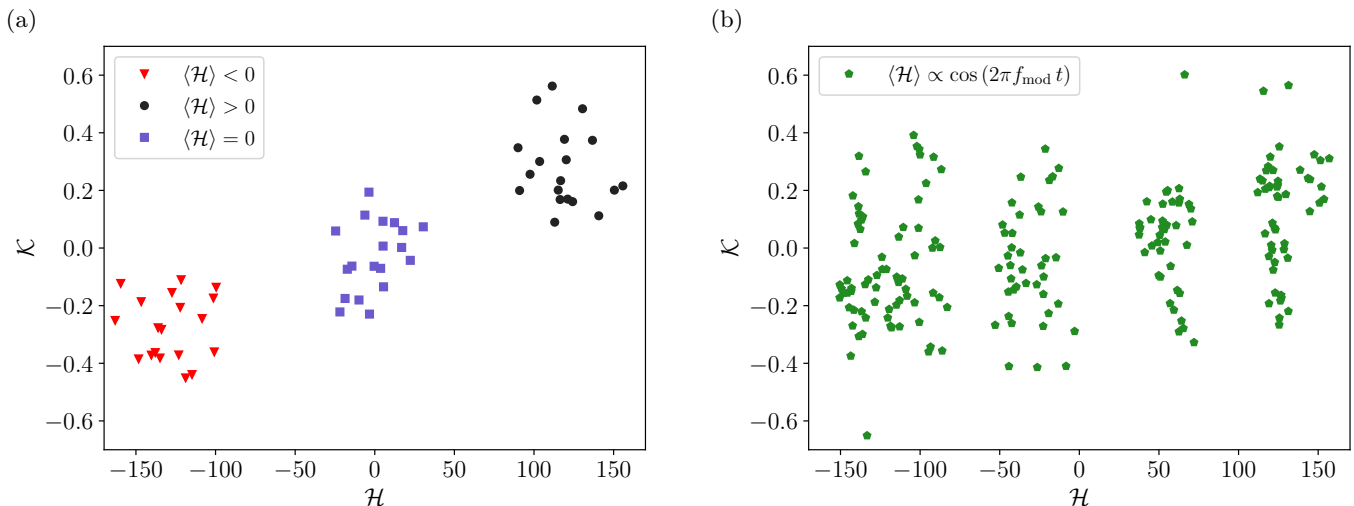 (a)
0.6
0.4
0.2
0.0
−0.2
−0.4
−0.6
𝒦
⟨ℋ⟩ < 0
⟨ℋ⟩ > 0
⟨ℋ⟩ = 0
−150 −100 −50 0 50 100 150
ℋ
(b)
0.6
0.4
0.2
0.0
−0.2
−0.4
−0.6
𝒦
⟨ℋ⟩ ∝ cos (2πf_mod t)
−150 −100 −50 0 50 100 150
ℋ